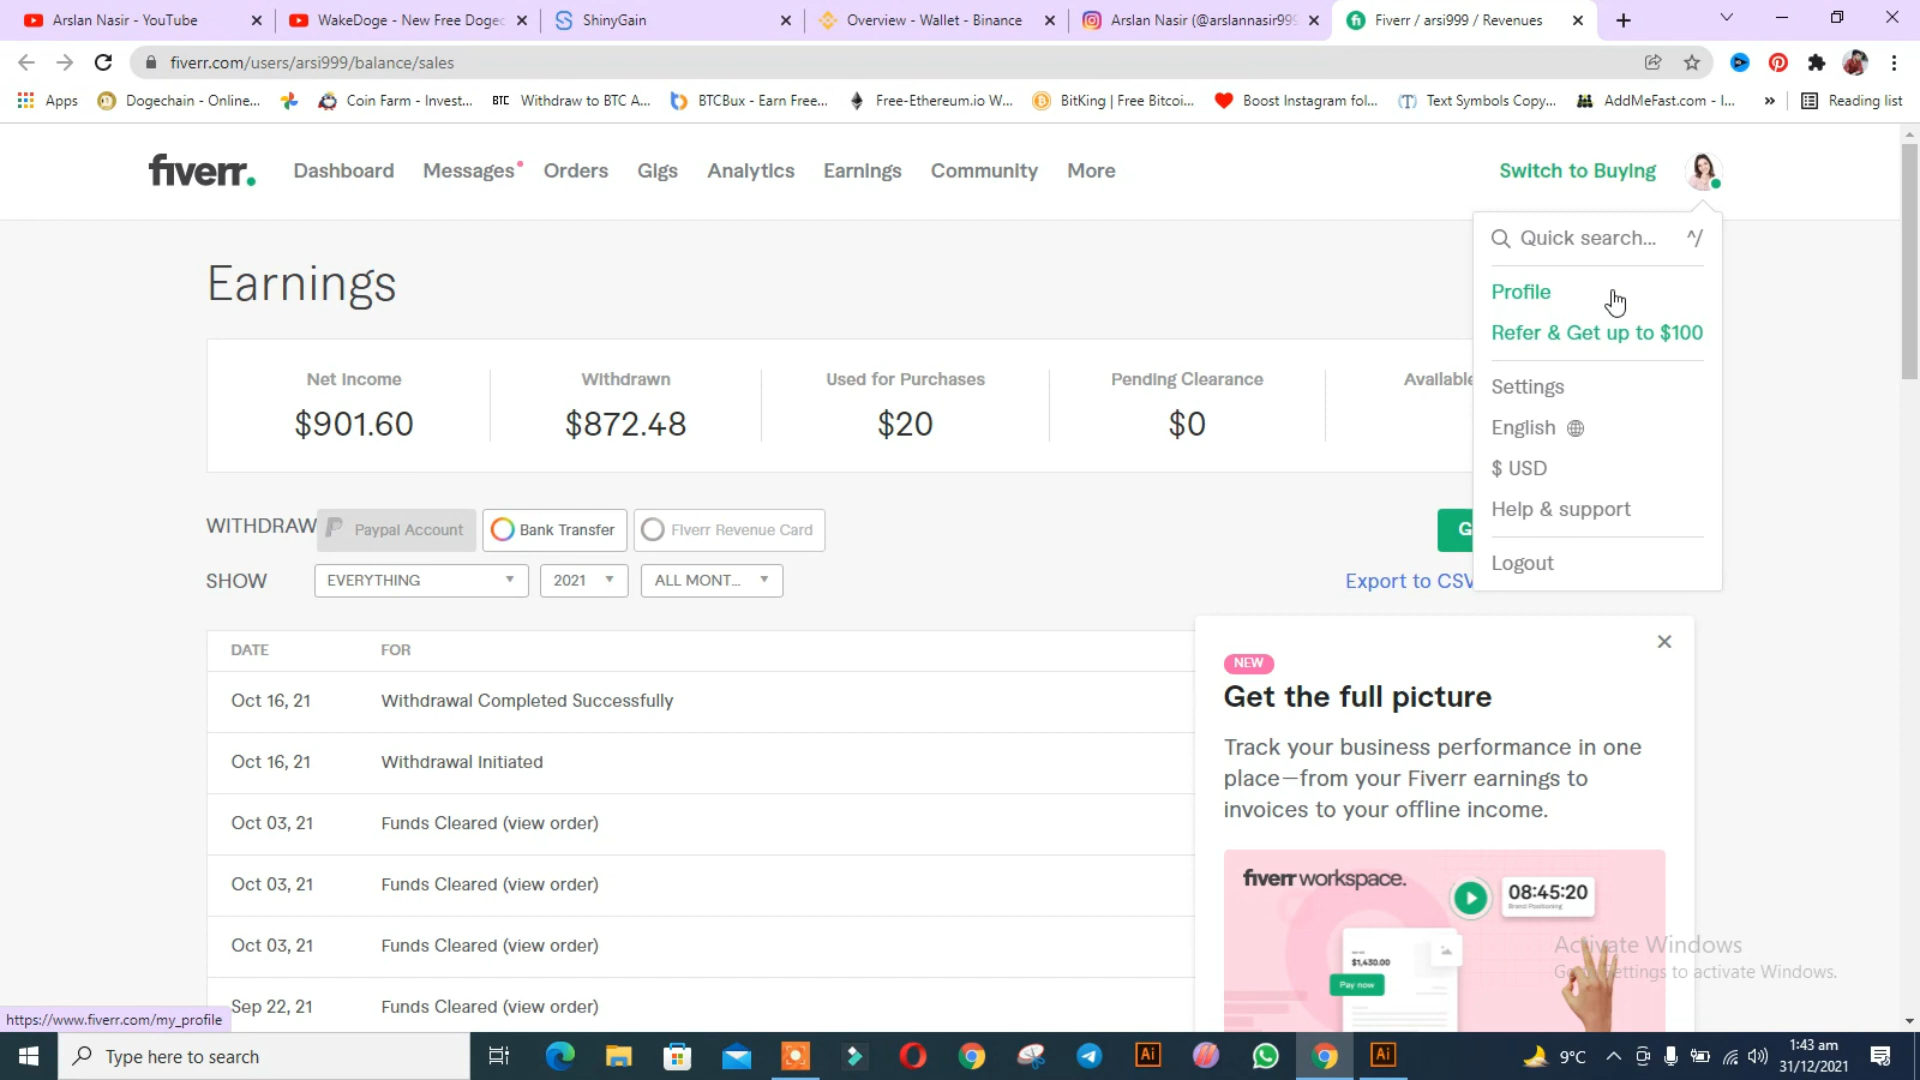 Arslan Nasir - YouTube
WakeDoge - New Free Dogec
ShinyGain
Overview - Wallet - Binance
Arslan Nasir (@arslannasir999
Fiverr / arsi999 / Revenues
fiverr.com/users/arsi999/balance/sales
Apps
Dogechain - Online...
Coin Farm - Invest...
BTC Withdraw to BTC A...
BTCBux - Earn Free...
Free-Ethereum.io W...
BitKing | Free Bitcoi...
Boost Instagram fol...
(T) Text Symbols Copy...
AddMeFast.com - I...
»
Reading list
fiverr.
Dashboard
Messages
Orders
Gigs
Analytics
Earnings
Community
More
Switch to Buying
Quick search... ^/
Profile
Refer & Get up to $100
Settings
English
$ USD
Help & support
Logout
Earnings
Net Income
$901.60
Withdrawn
$872.48
Used for Purchases
$20
Pending Clearance
$0
Available
WITHDRAW
Paypal Account
Bank Transfer
Fiverr Revenue Card
G
SHOW
EVERYTHING
2021
ALL MONT...
Export to CSV
DATE FOR
Oct 16, 21 Withdrawal Completed Successfully
Oct 16, 21 Withdrawal Initiated
Oct 03, 21 Funds Cleared (view order)
Oct 03, 21 Funds Cleared (view order)
Oct 03, 21 Funds Cleared (view order)
Sep 22, 21 Funds Cleared (view order)
NEW
Get the full picture
Track your business performance in one
place—from your Fiverr earnings to
invoices to your offline income.
fiverr workspace.
08:45:20
Brand Positioning
$1,430.00
Pay now
Activate Windows
Go to Settings to activate Windows.
https://www.fiverr.com/my_profile
Type here to search
Ai
Ai
9°C
1:43 am
31/12/2021